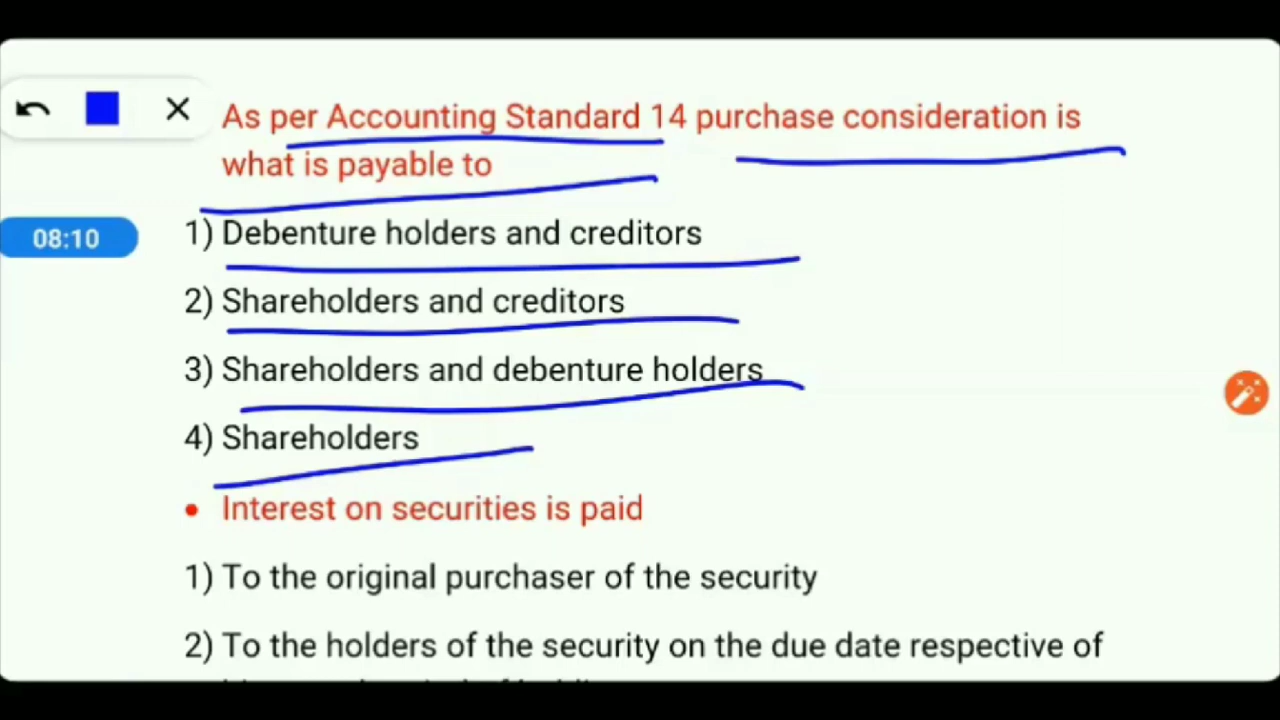 As per Accounting Standard 14 purchase consideration is
what is payable to
08:10
1) Debenture holders and creditors
2) Shareholders and creditors
3) Shareholders and debenture holders
4) Shareholders
• Interest on securities is paid
1) To the original purchaser of the security
2) To the holders of the security on the due date respective of